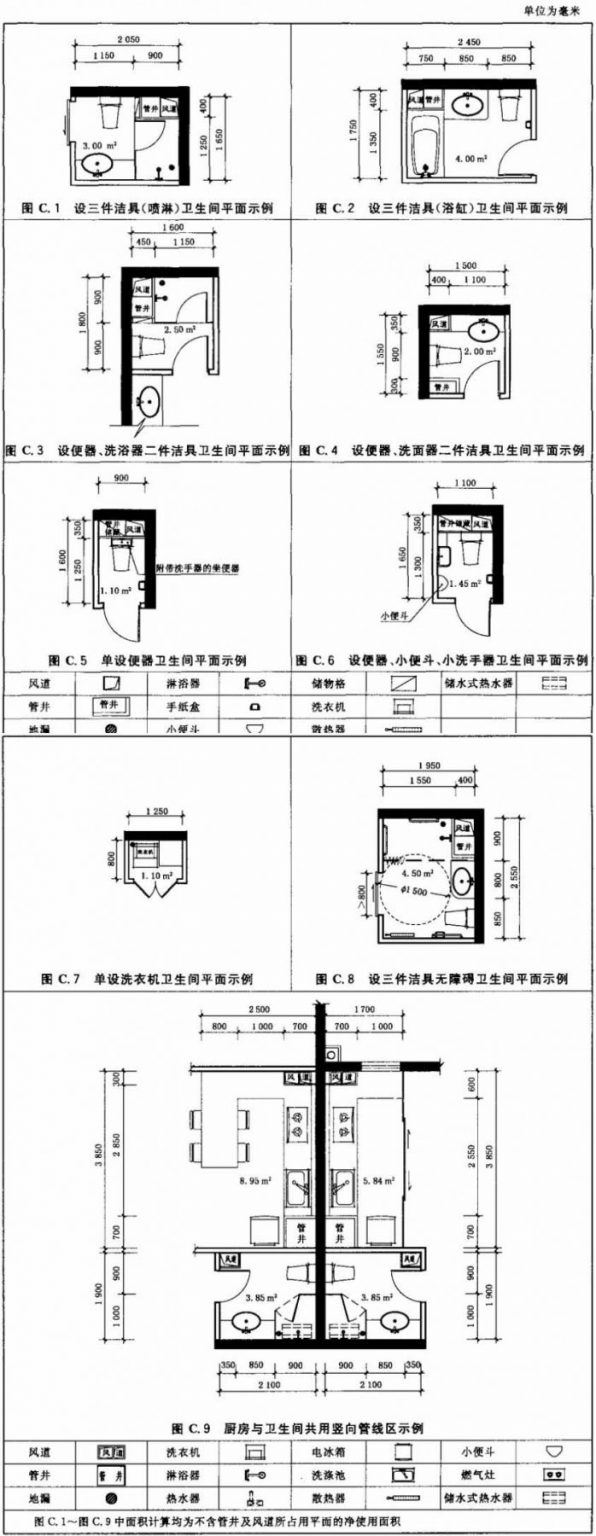 单位为毫米
2 050
1 150 900
管井 风道
400
1 250
1 650
3.00 m²
图 C.1 设三件洁具(喷淋)卫生间平面示例
2 450
750 850 850
风道 管井
400
1 350
1 750
4.00 m²
图 C.2 设三件洁具(浴缸)卫生间平面示例
1 600
450 1 150
风道
管井
900
900
1 800
2.50 m²
图 C.3 设便器、洗浴器二件洁具卫生间平面示例
1 500
400 1 100
风道
350
900
300
1 550
2.00 m²
管井
图 C.4 设便器、洗面器二件洁具卫生间平面示例
900
管井 储藏 风道
350
1 250
1 600
附带洗手器的坐便器
1.10 m²
图 C.5 单设便器卫生间平面示例
1 100
管井 储藏 风道
350
1 300
1 650
1.45 m²
小便斗
图 C.6 设便器、小便斗、小洗手器卫生间平面示例
风道 淋浴器 储物格 储水式热水器
管井 管井 手纸盒 洗衣机
地漏 小便斗 散热器
1 250
800
洗衣机
1.10 m²
图 C.7 单设洗衣机卫生间平面示例
1 950
1 550 400
风道
管井
900
800
850
2 550
4.50 m²
φ1 500
>800
图 C.8 设三件洁具无障碍卫生间平面示例
2 500 1 700
800 1 000 700 700 1 000
风道 风道
300
2 850
700
3 850
600
2 550
700
3 850
8.95 m² 5.84 m²
管井 管井
风道 风道
900
1 000
1 900
900
1 000
1 900
3.85 m² 3.85 m²
350 850 900 900 850 350
2 100 2 100
图 C.9 厨房与卫生间共用竖向管线区示例
风道 风道 洗衣机 电冰箱 小便斗
管井 管井 淋浴器 洗涤池 燃气灶
地漏 热水器 散热器 储水式热水器
图 C.1~图 C.9 中面积计算均为不含管井及风道所占用平面的净使用面积